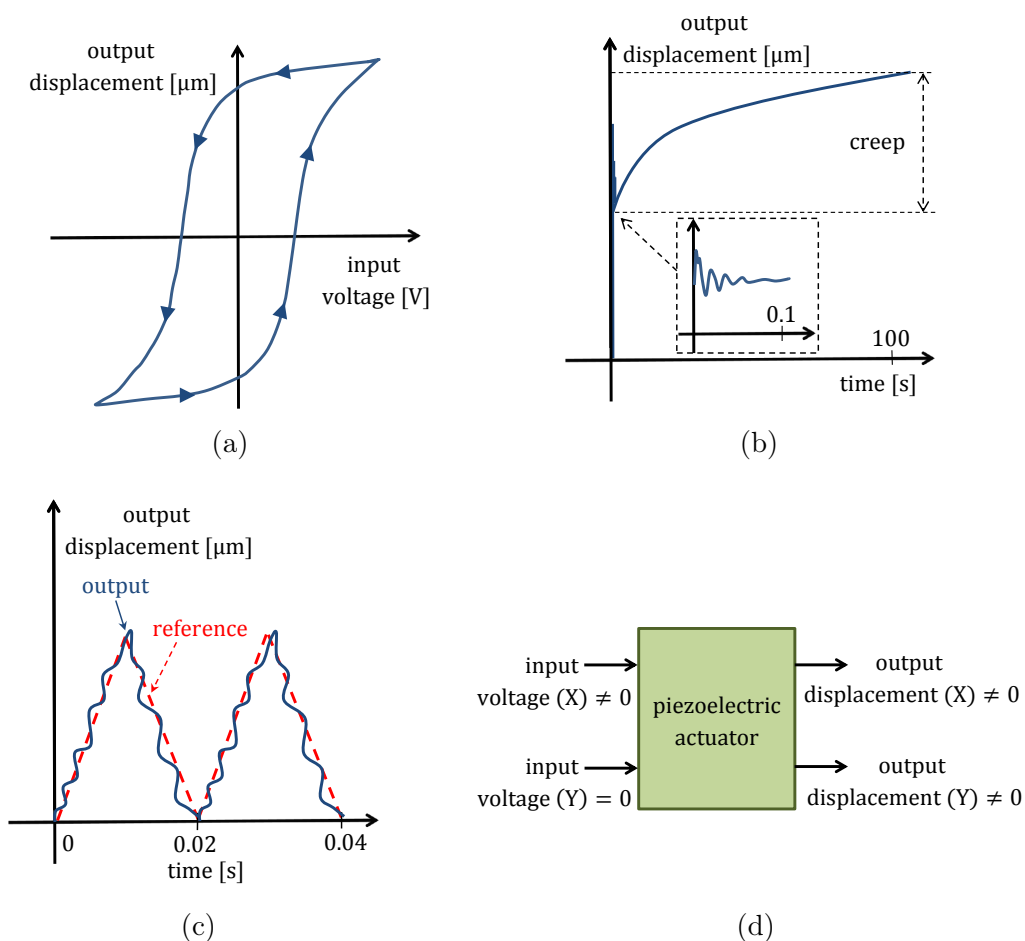 output
displacement [μm]
input
voltage [V]
(a)
output
displacement [μm]
creep
0.1
100
time [s]
(b)
output
displacement [μm]
output
reference
0
0.02
0.04
time [s]
(c)
input
voltage (X) ≠ 0
piezoelectric
actuator
output
displacement (X) ≠ 0
input
voltage (Y) = 0
output
displacement (Y) ≠ 0
(d)